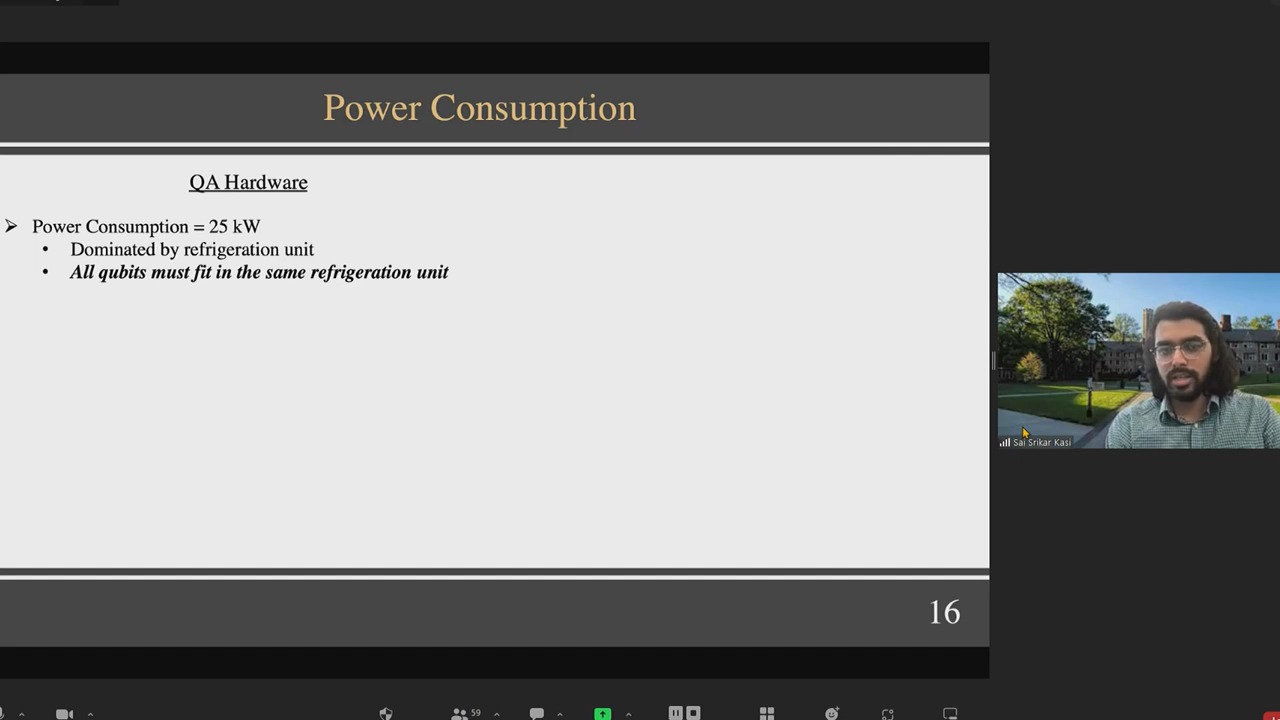 Power Consumption
QA Hardware
➢ Power Consumption = 25 kW
• Dominated by refrigeration unit
• All qubits must fit in the same refrigeration unit
Sai Srikar Kasi
16
59